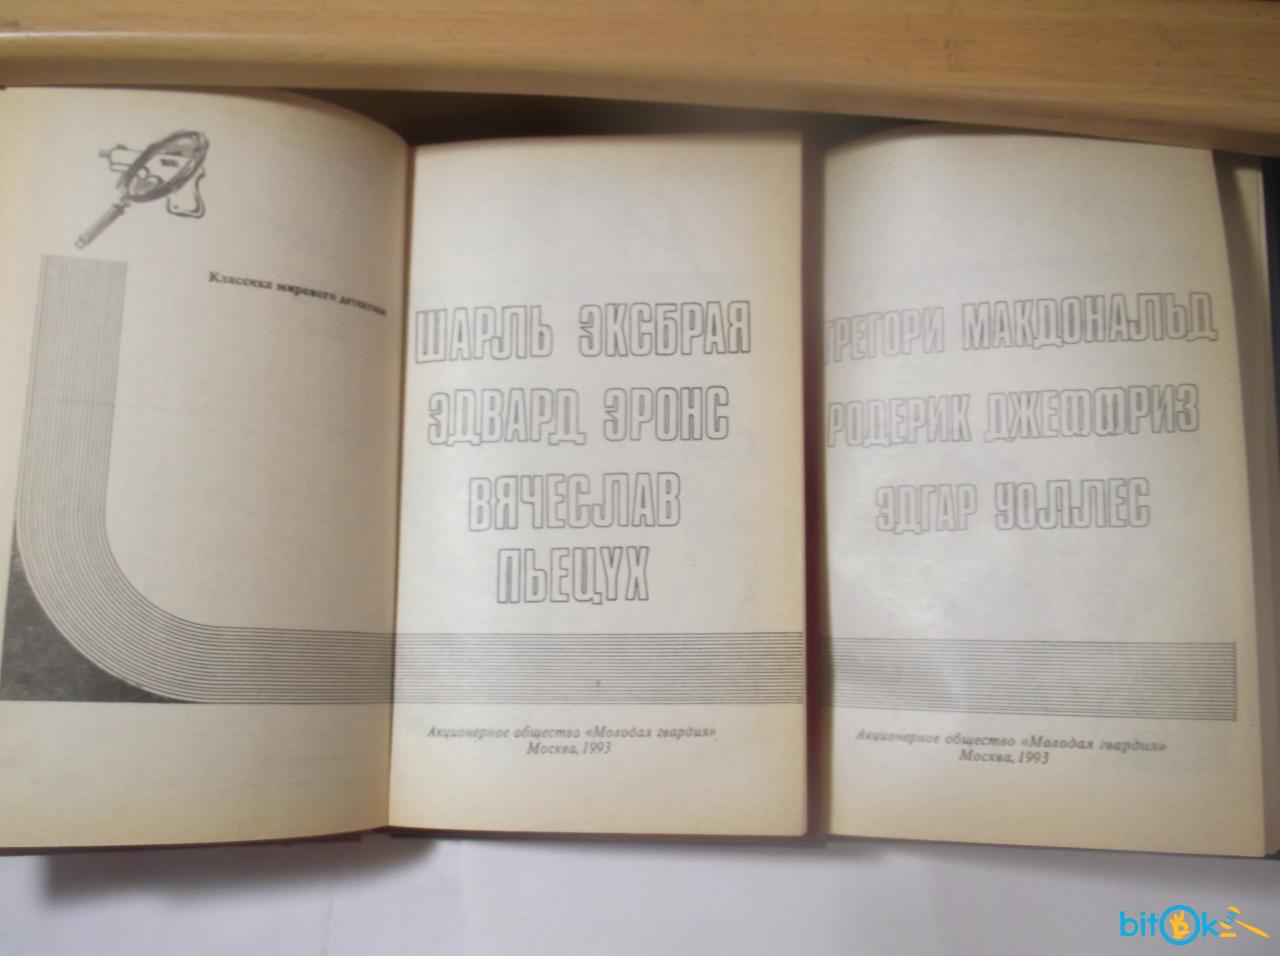 Классика мирового детектива
ШАРЛЬ ЭКСБРАЯ
ЭДВАРД ЭРОНС
ВЯЧЕСЛАВ
ПЬЕЦУХ
Акционерное общество «Молодая гвардия»
Москва, 1993
ГРЕГОРИ МАКДОНАЛЬД
РОДЕРИК ДЖЕФФРИЗ
ЭДГАР УОЛЛЕС
Акционерное общество «Молодая гвардия»
Москва, 1993
bitOk
UA